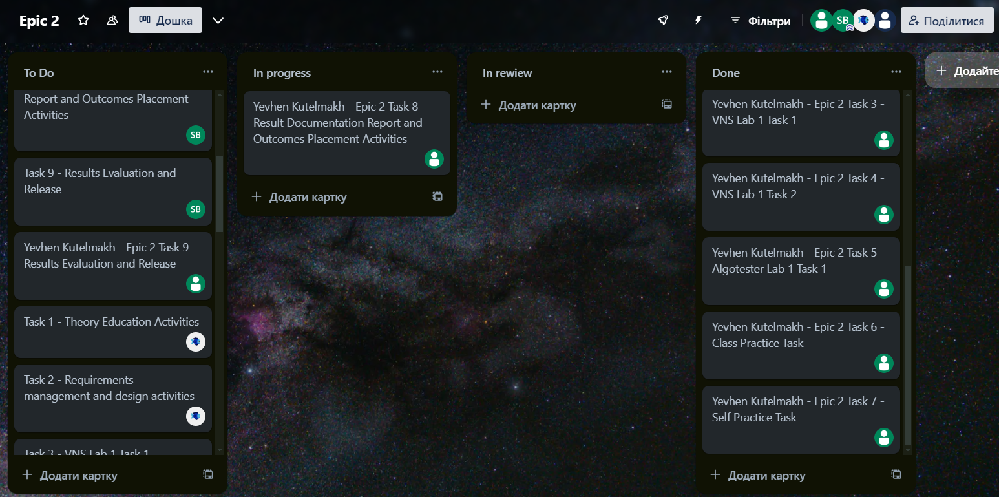 Epic 2
Дошка
Фільтри
SB
Поділитися
To Do
Report and Outcomes Placement
Activities
SB
Task 9 - Results Evaluation and
Release
SB
Yevhen Kutelmakh - Epic 2 Task 9 -
Results Evaluation and Release
Task 1 - Theory Education Activities
Task 2 - Requirements
management and design activities
Task 3 - VNS Lab 1 Task 1
Додати картку
In progress
Yevhen Kutelmakh - Epic 2 Task 8 -
Result Documentation Report and
Outcomes Placement Activities
Додати картку
In rewiew
Додати картку
Done
Yevhen Kutelmakh - Epic 2 Task 3 -
VNS Lab 1 Task 1
Yevhen Kutelmakh - Epic 2 Task 4 -
VNS Lab 1 Task 2
Yevhen Kutelmakh - Epic 2 Task 5 -
Algotester Lab 1 Task 1
Yevhen Kutelmakh - Epic 2 Task 6 -
Class Practice Task
Yevhen Kutelmakh - Epic 2 Task 7 -
Self Practice Task
Додати картку
Додайте